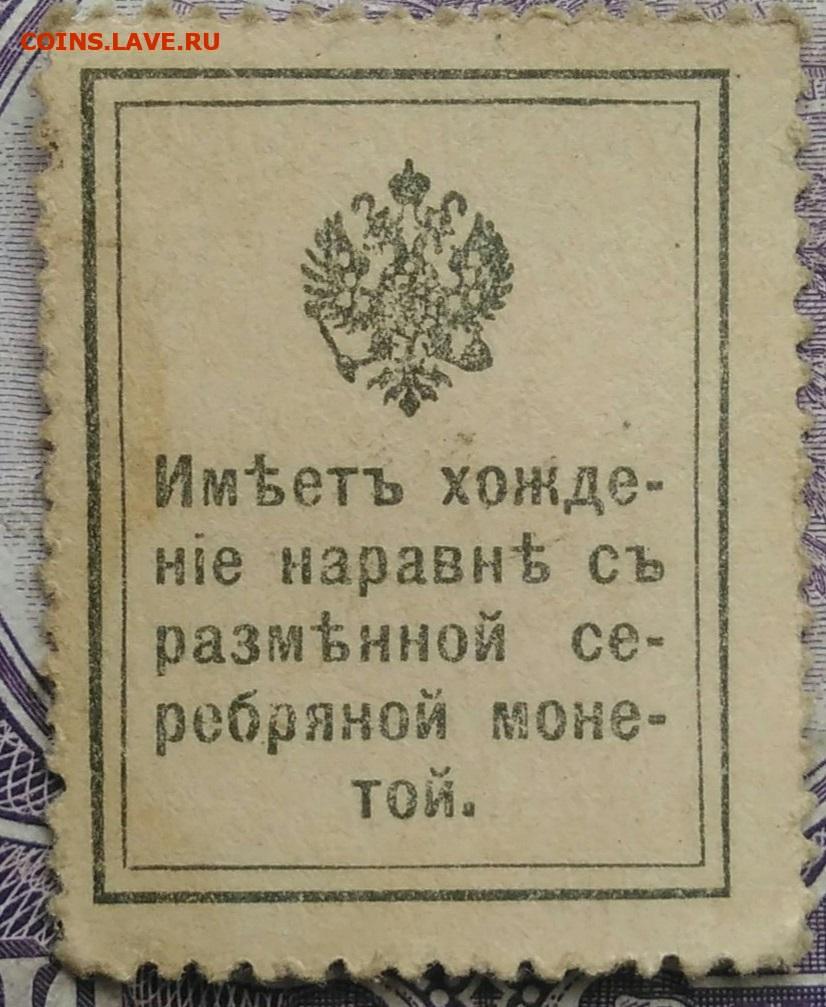 COINS.LAVE.RU
Имѣетъ хожде-
ніе наравнѣ съ
размѣнной се-
ребряной моне-
той.